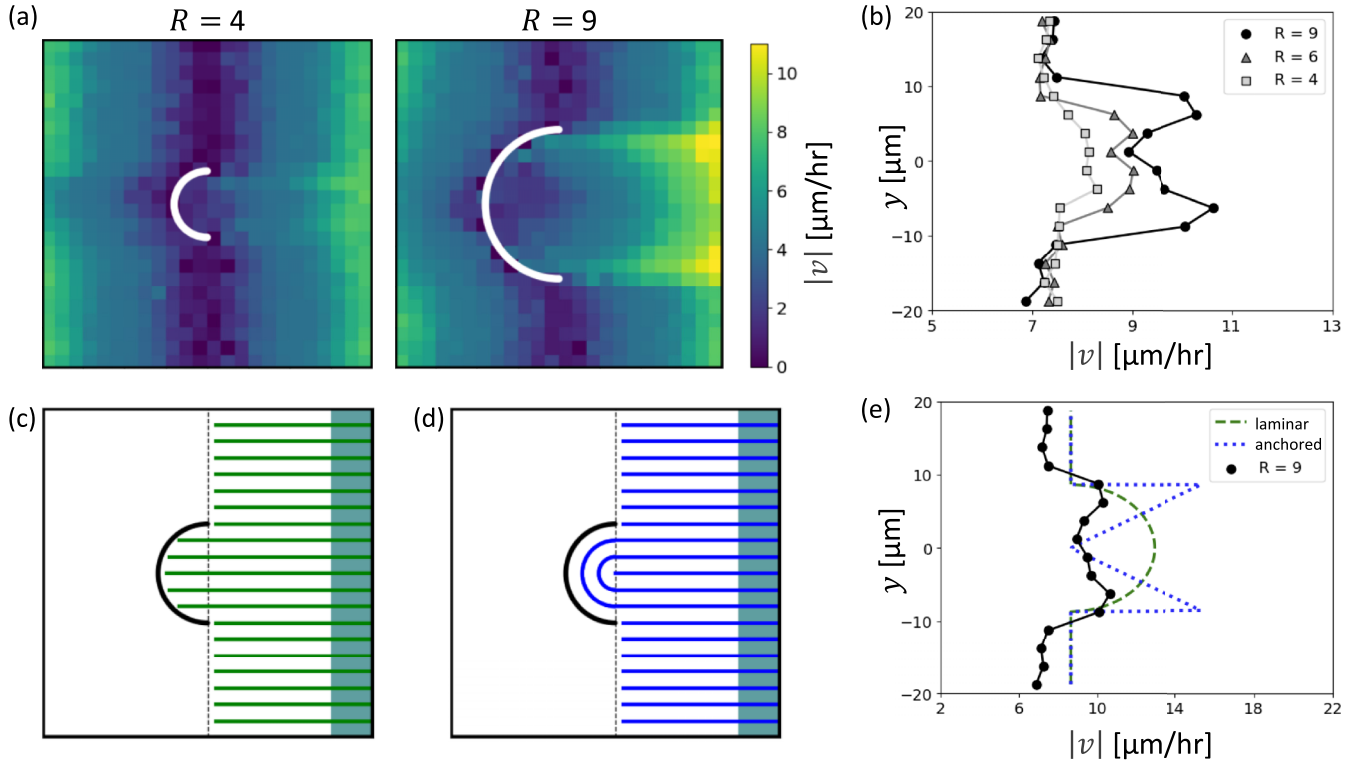 (a)
R = 4
R = 9
10
8
6
4
2
0
|v| [μm/hr]
(b)
20
10
0
−10
−20
y [μm]
5 7 9 11 13
|v| [μm/hr]
R = 9
R = 6
R = 4
(c)
(d)
(e)
20
10
0
−10
−20
y [μm]
2 6 10 14 18 22
|v| [μm/hr]
laminar
anchored
R = 9